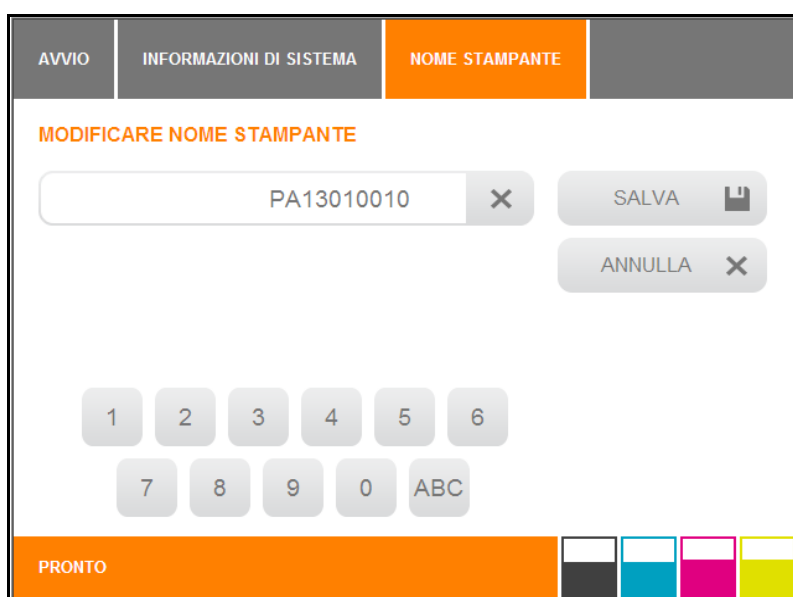 AVVIO INFORMAZIONI DI SISTEMA NOME STAMPANTE
MODIFICARE NOME STAMPANTE
PA13010010 SALVA
ANNULLA
1 2 3 4 5 6
7 8 9 0 ABC
PRONTO